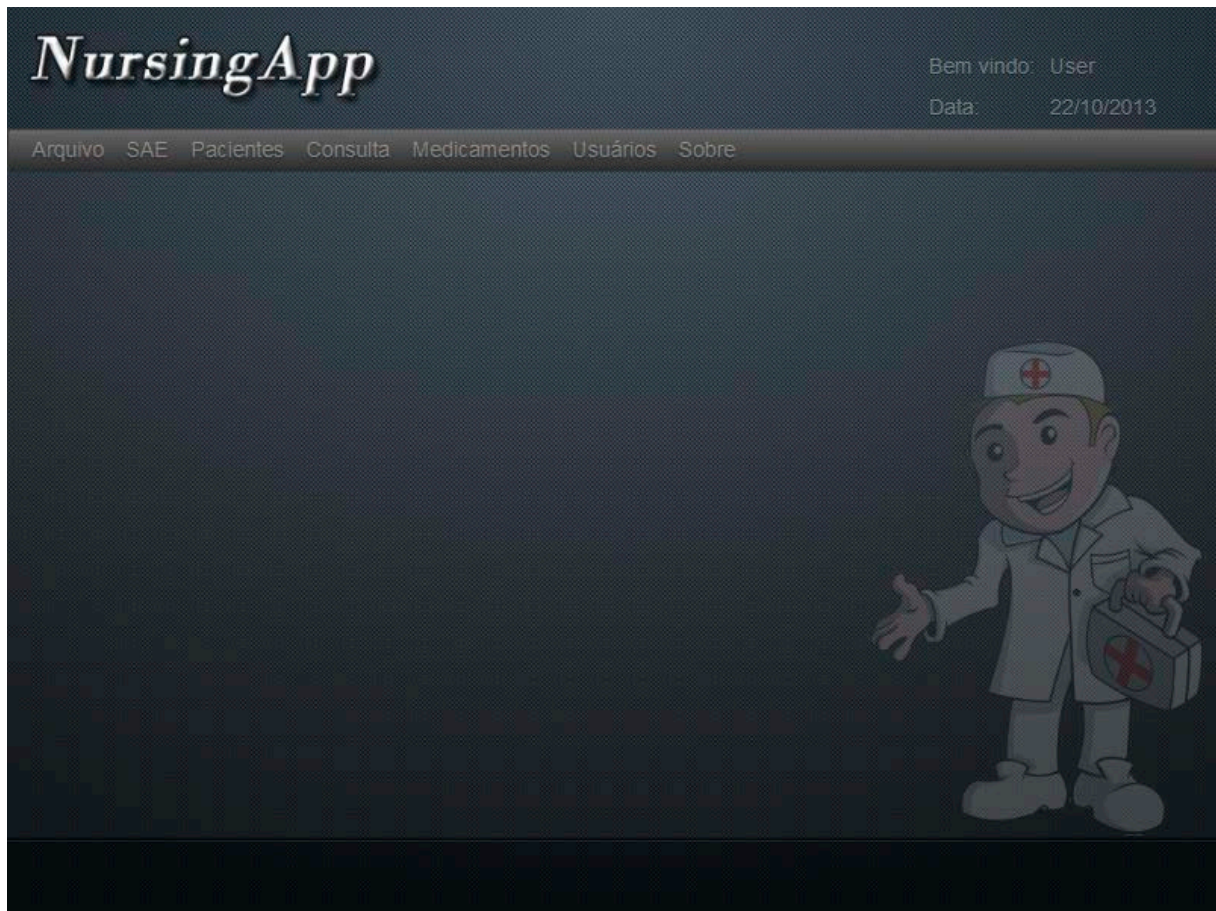 NursingApp
Bem vindo: User
Data: 22/10/2013
Arquivo SAE Pacientes Consulta Medicamentos Usuários Sobre